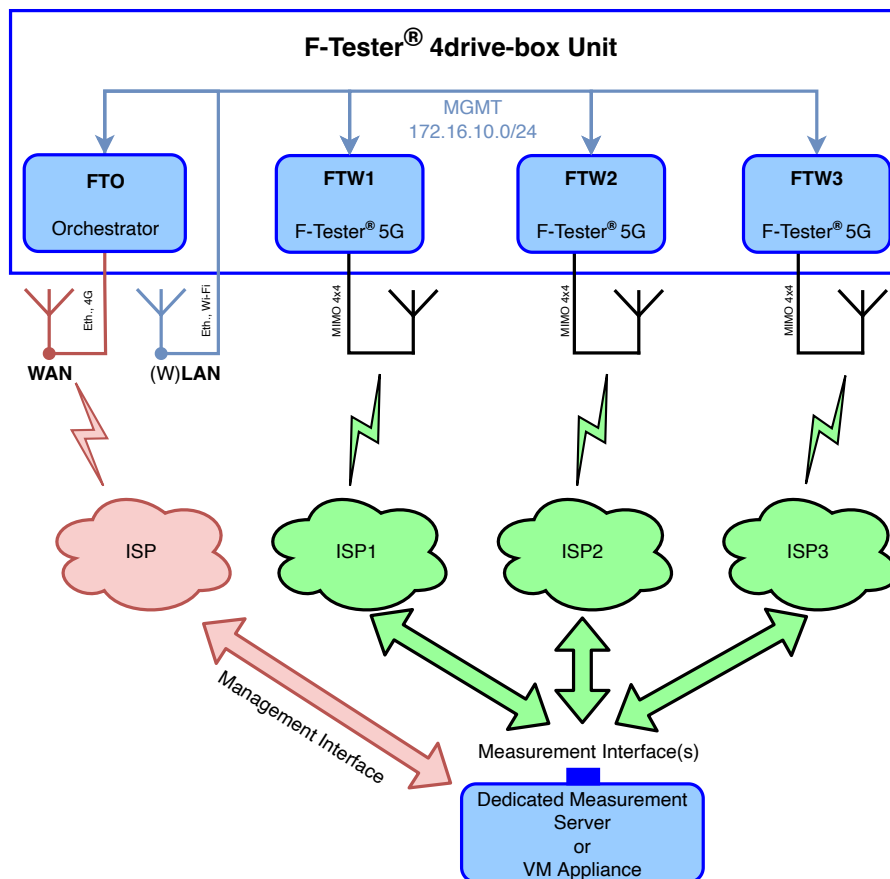 F-Tester® 4drive-box Unit
MGMT
172.16.10.0/24
FTO
Orchestrator
FTW1
F-Tester® 5G
FTW2
F-Tester® 5G
FTW3
F-Tester® 5G
Eth., 4G
Eth., Wi-Fi
MIMO 4x4
MIMO 4x4
MIMO 4x4
WAN
(W)LAN
ISP
ISP1
ISP2
ISP3
Management Interface
Measurement Interface(s)
Dedicated Measurement
Server
or
VM Appliance